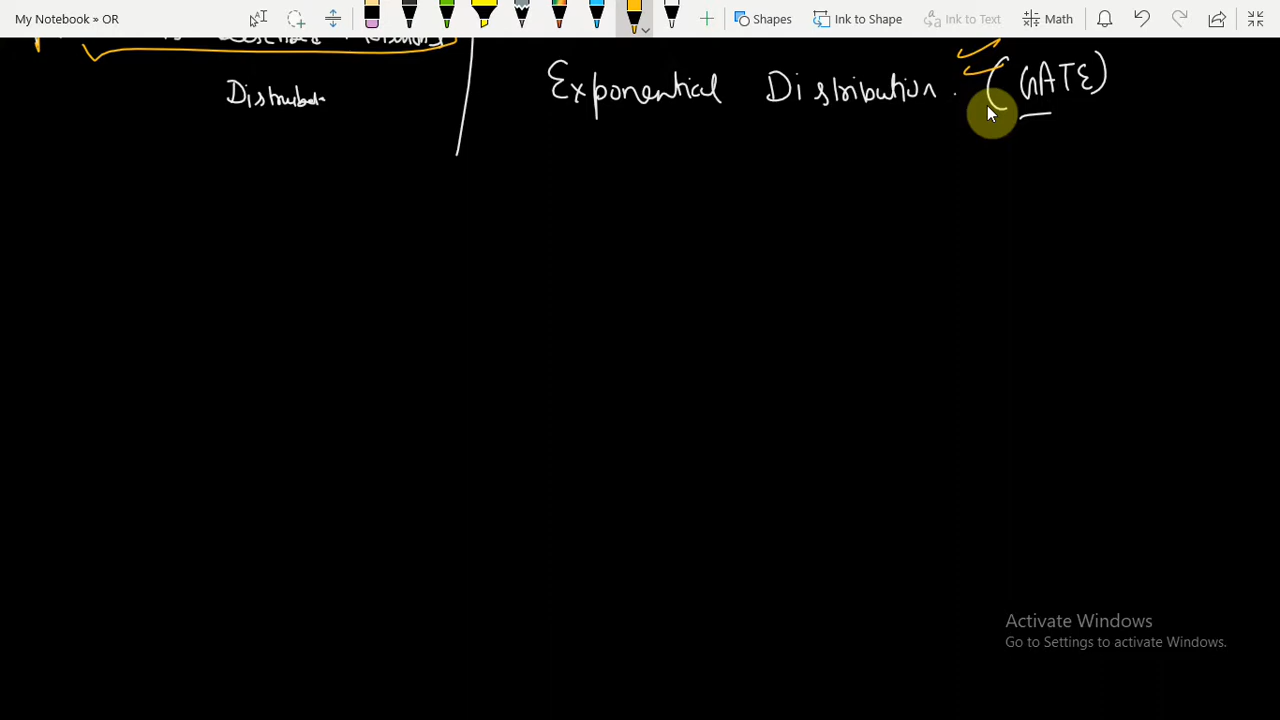 My Notebook » OR
Shapes
Ink to Shape
Ink to Text
Math
Exponential Distribution. (GATE)
Activate Windows
Go to Settings to activate Windows.